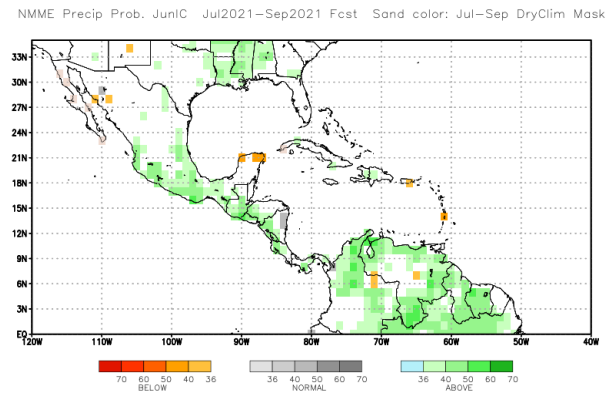 NMME Precip Prob. JunIC Jul2021-Sep2021 Fcst Sand color: Jul-Sep DryClim Mask
33N
30N
27N
24N
21N
18N
15N
12N
9N
6N
3N
EQ
120W 110W 100W 90W 80W 70W 60W 50W 40W
70 60 50 40 36 36 40 50 60 70 36 40 50 60 70
BELOW NORMAL ABOVE